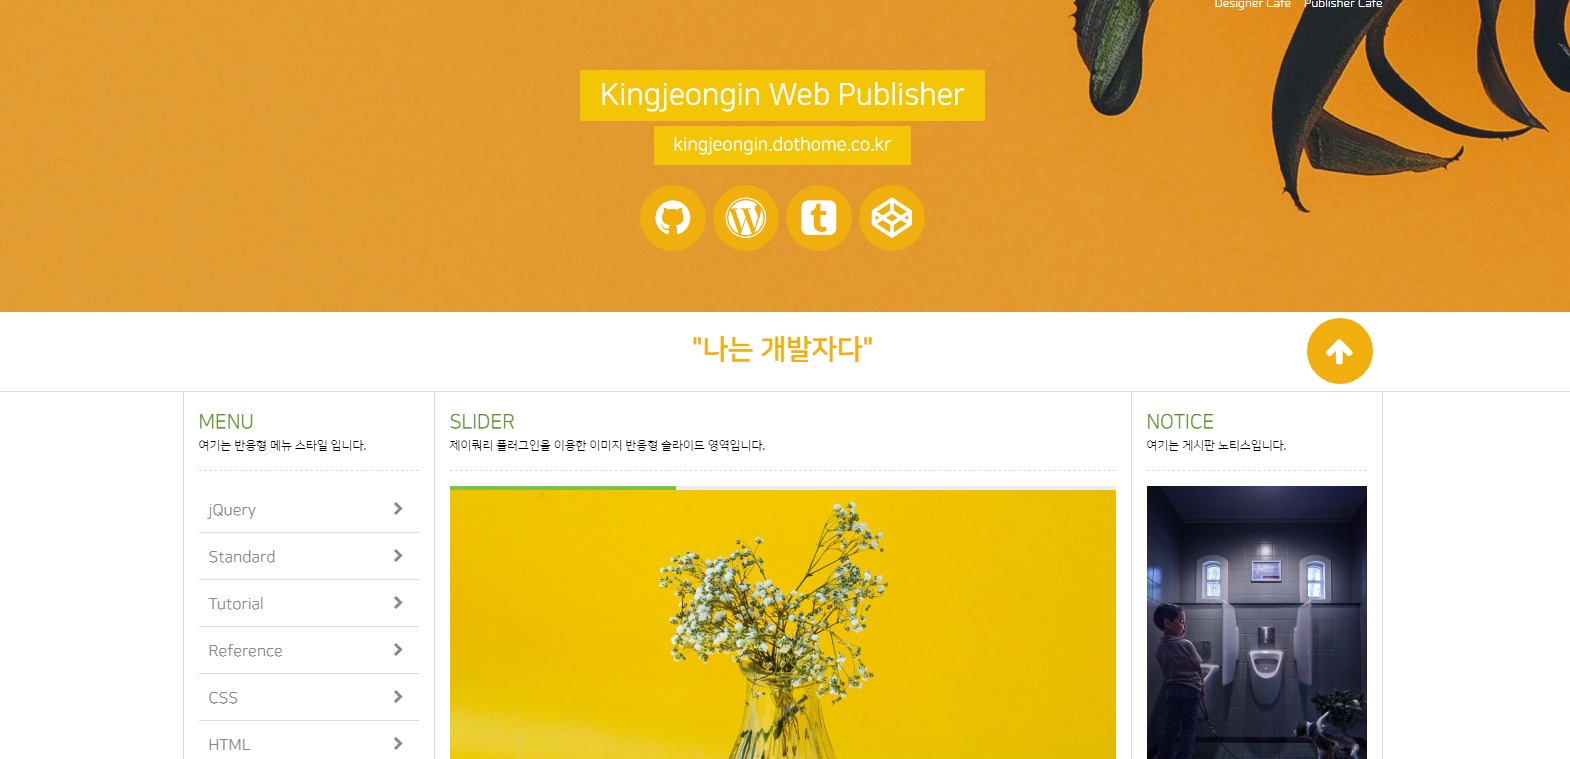 Designer Cafe Publisher Cafe
Kingjeongin Web Publisher
kingjeongin.dothome.co.kr
"나는 개발자다"
MENU
여기는 반응형 메뉴 스타일 입니다.
jQuery
Standard
Tutorial
Reference
CSS
HTML
SLIDER
제이쿼리 플러그인을 이용한 이미지 반응형 슬라이드 영역입니다.
NOTICE
여기는 게시판 노티스입니다.